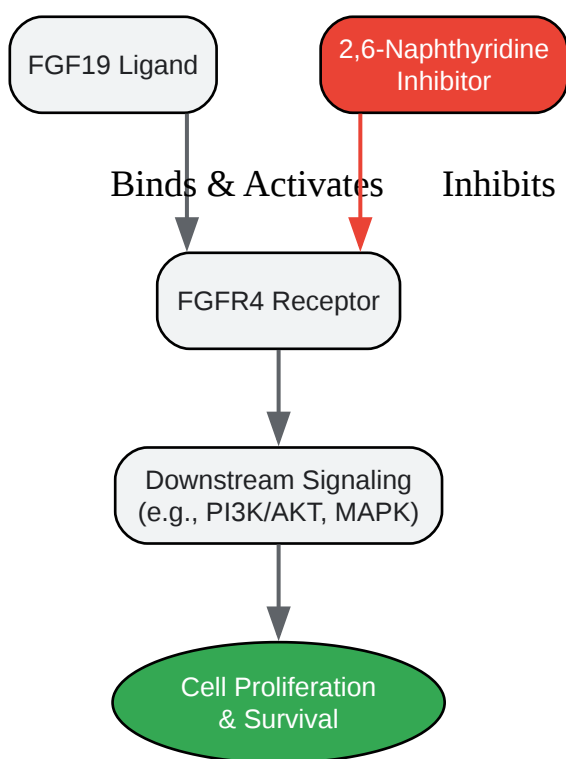 FGF19 Ligand
2,6-Naphthyridine
Inhibitor
Binds & Activates
Inhibits
FGFR4 Receptor
Downstream Signaling
(e.g., PI3K/AKT, MAPK)
Cell Proliferation
& Survival